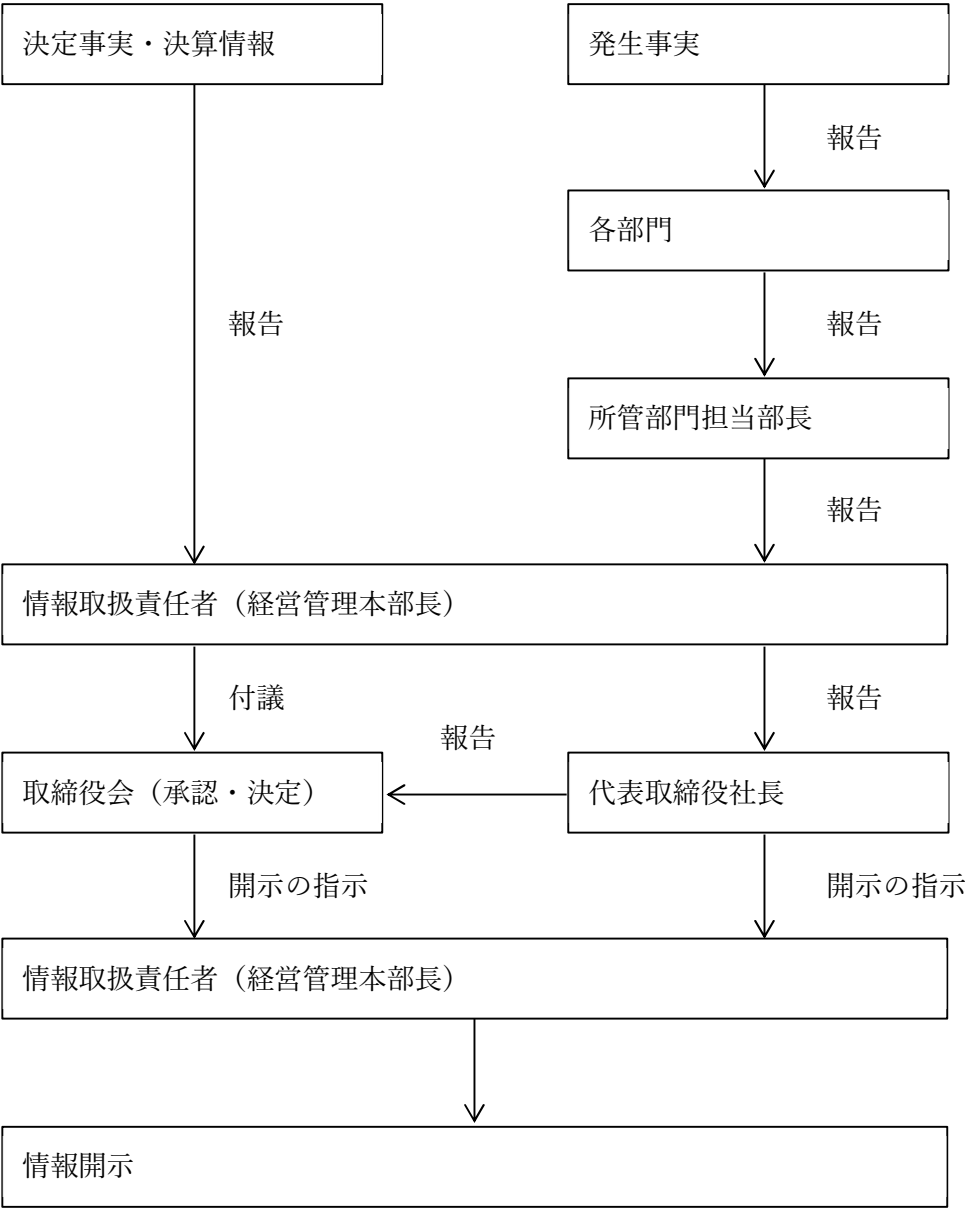 決定事実・決算情報
発生事実
報告
各部門
報告
報告
所管部門担当部長
報告
情報取扱責任者（経営管理本部長）
付議
報告
報告
取締役会（承認・決定）
代表取締役社長
開示の指示
開示の指示
情報取扱責任者（経営管理本部長）
情報開示